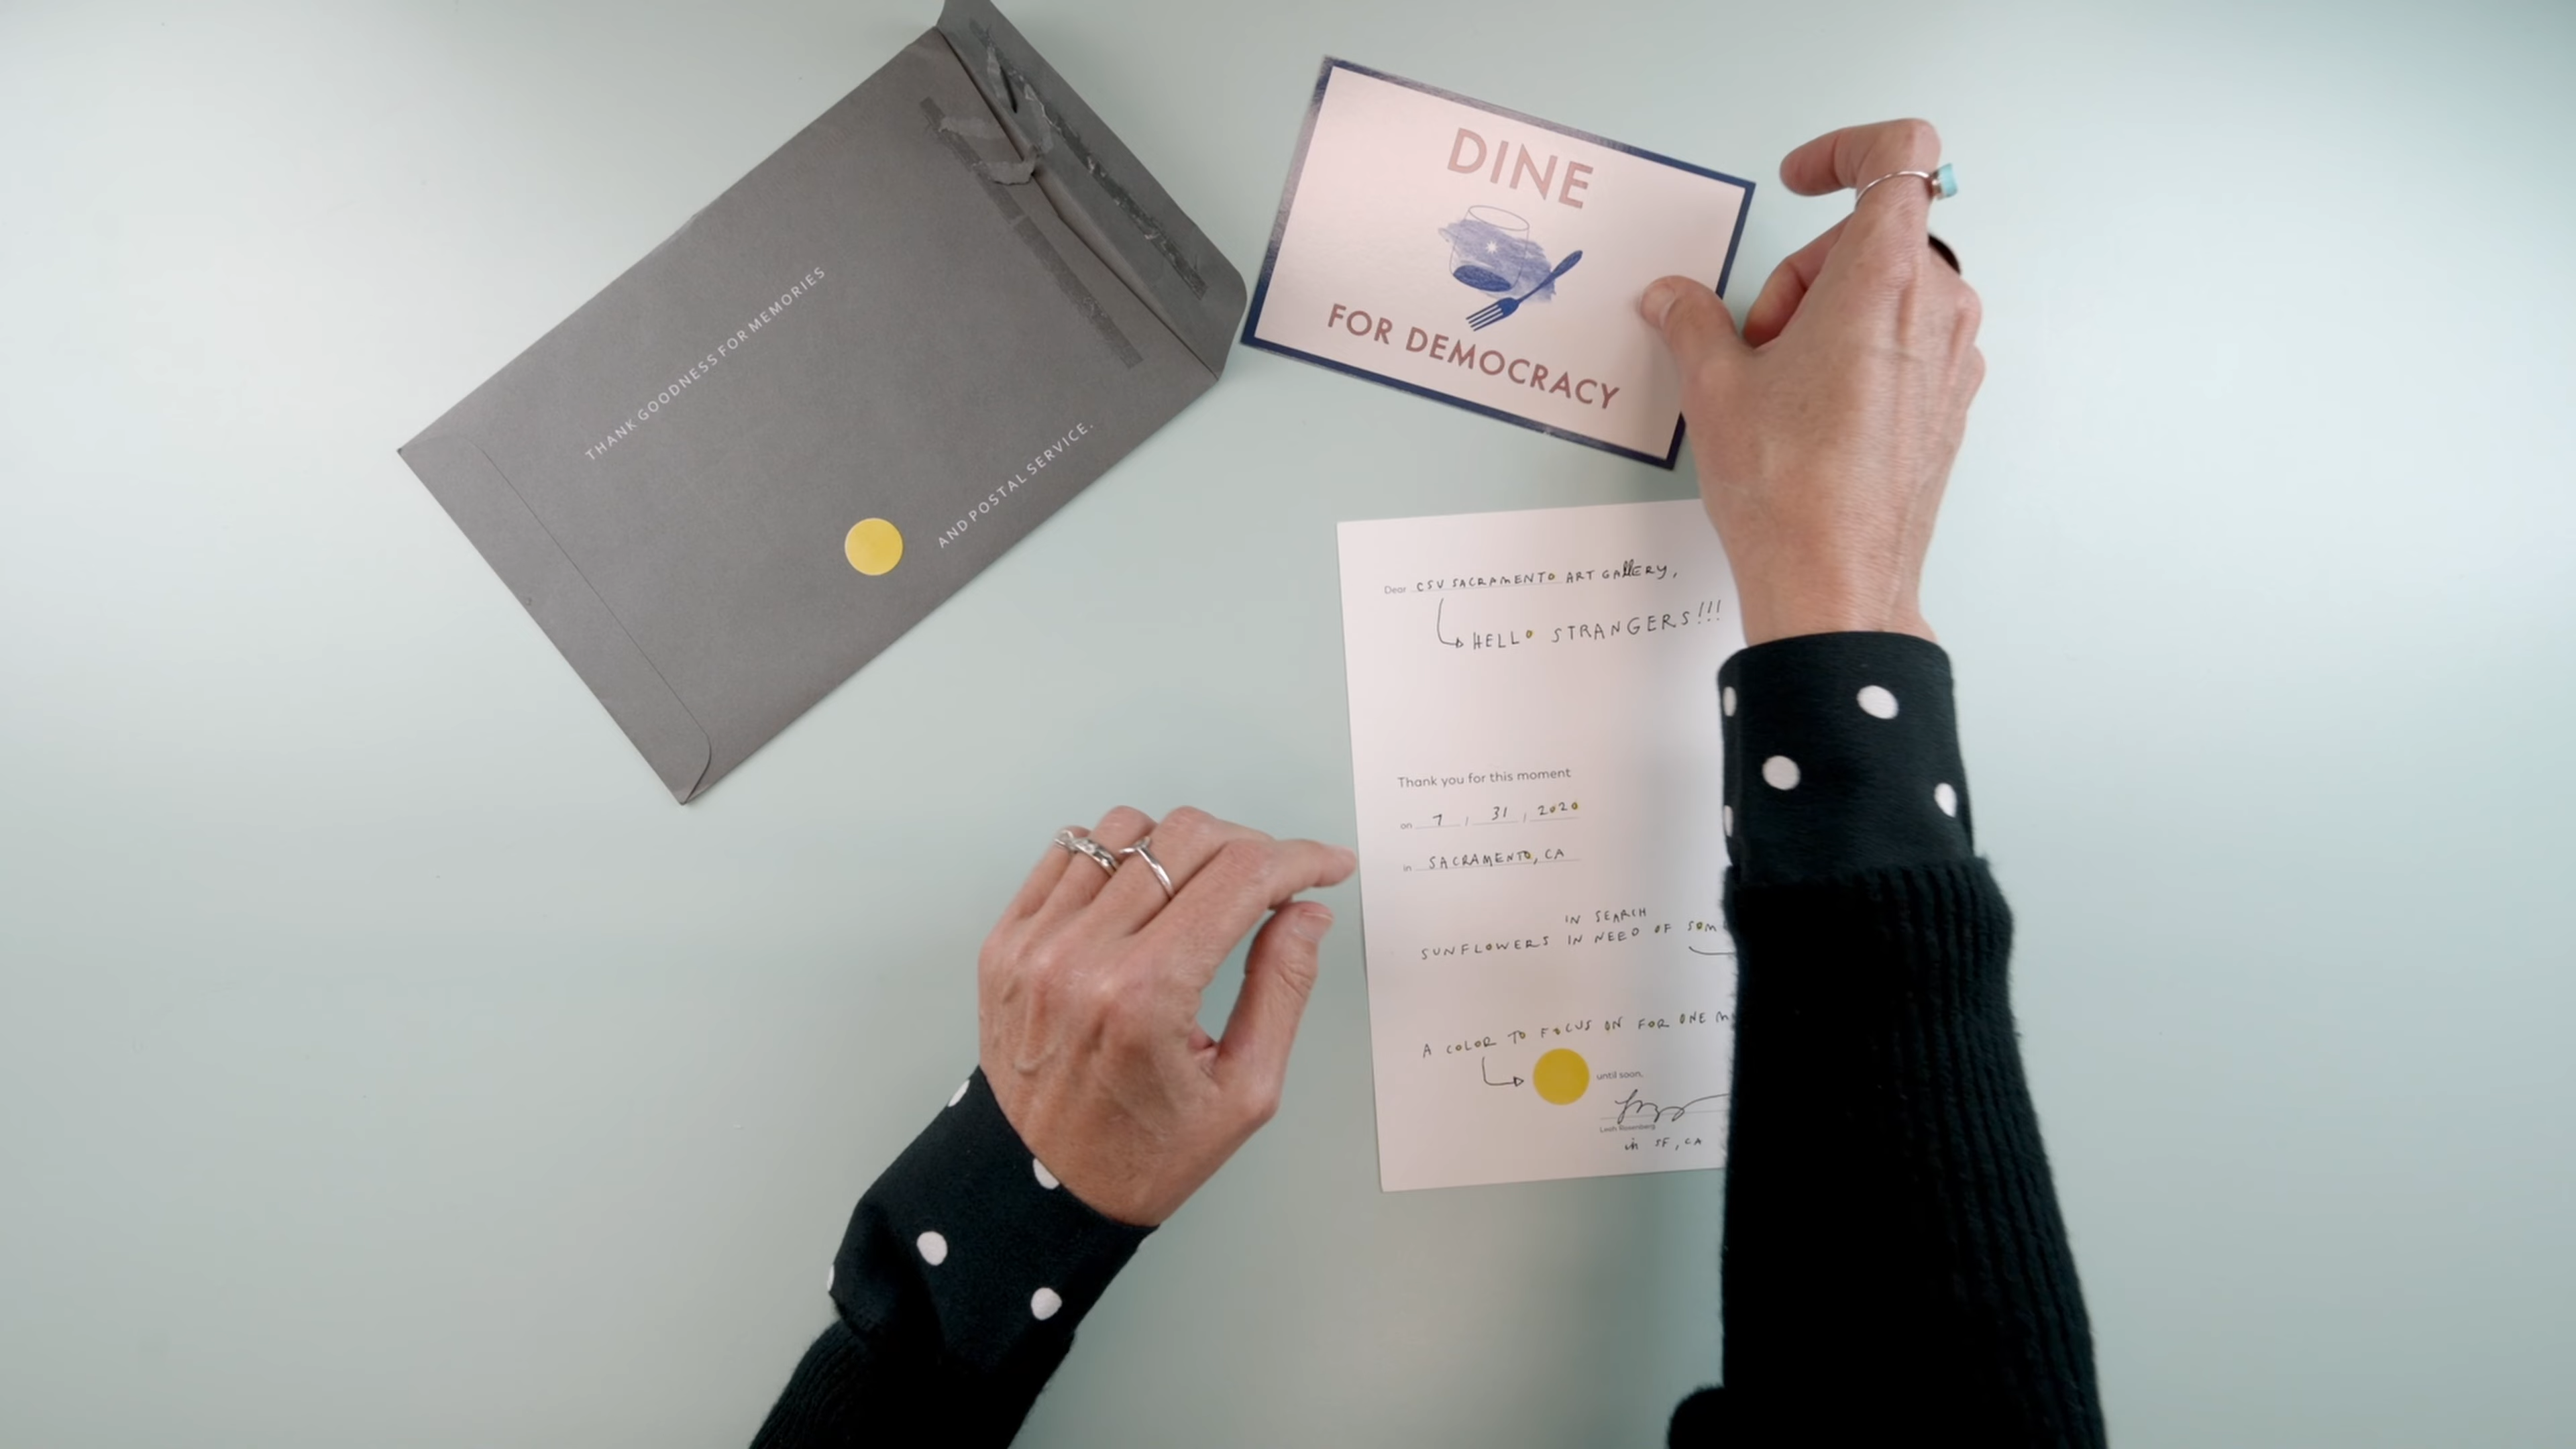 THANK GOODNESS FOR MEMORIES
AND POSTAL SERVICE.
DINE
FOR DEMOCRACY
Dear CSU SACRAMENTO ART GALLERY,
HELLO STRANGERS!!!
Thank you for this moment
on 7 / 31 / 2020
in SACRAMENTO, CA
IN SEARCH
SUNFLOWERS IN NEED OF
A COLOR TO FOCUS ON FOR ONE
until soon,
Leah Rosenberg
in SF, CA